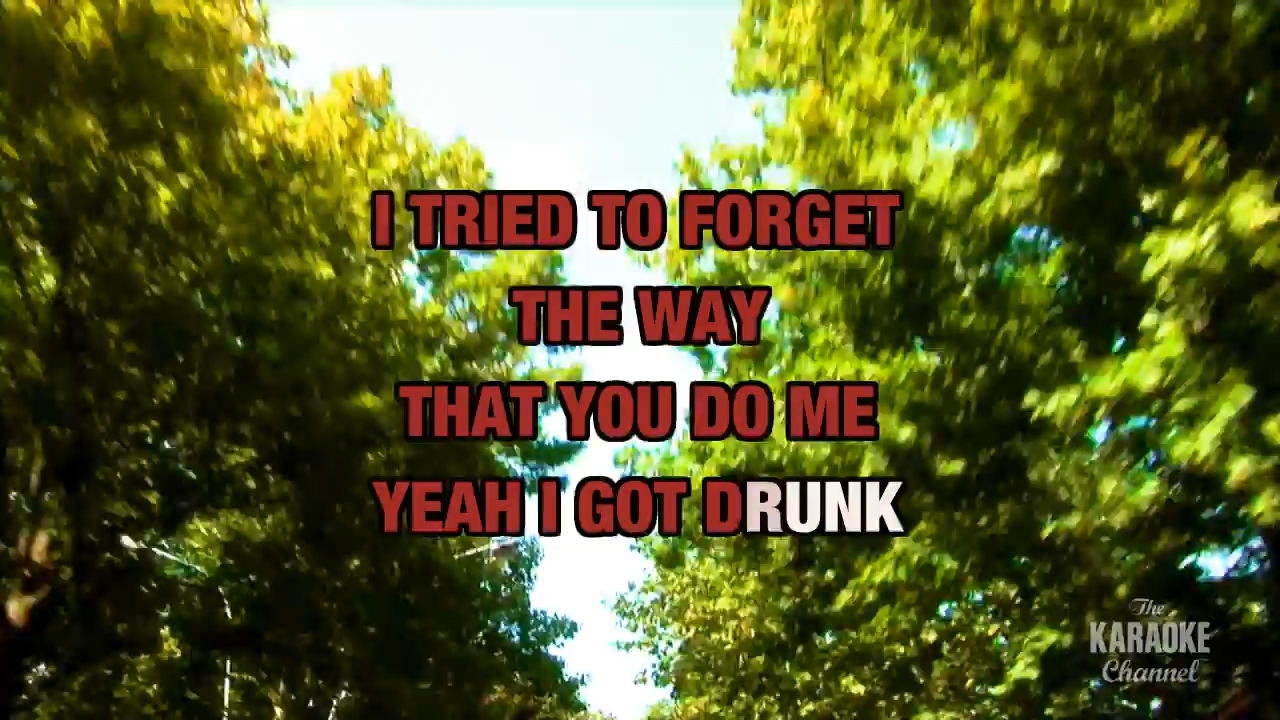 I TRIED TO FORGET
THE WAY
THAT YOU DO ME
YEAH I GOT DRUNK
The
KARAOKE
Channel